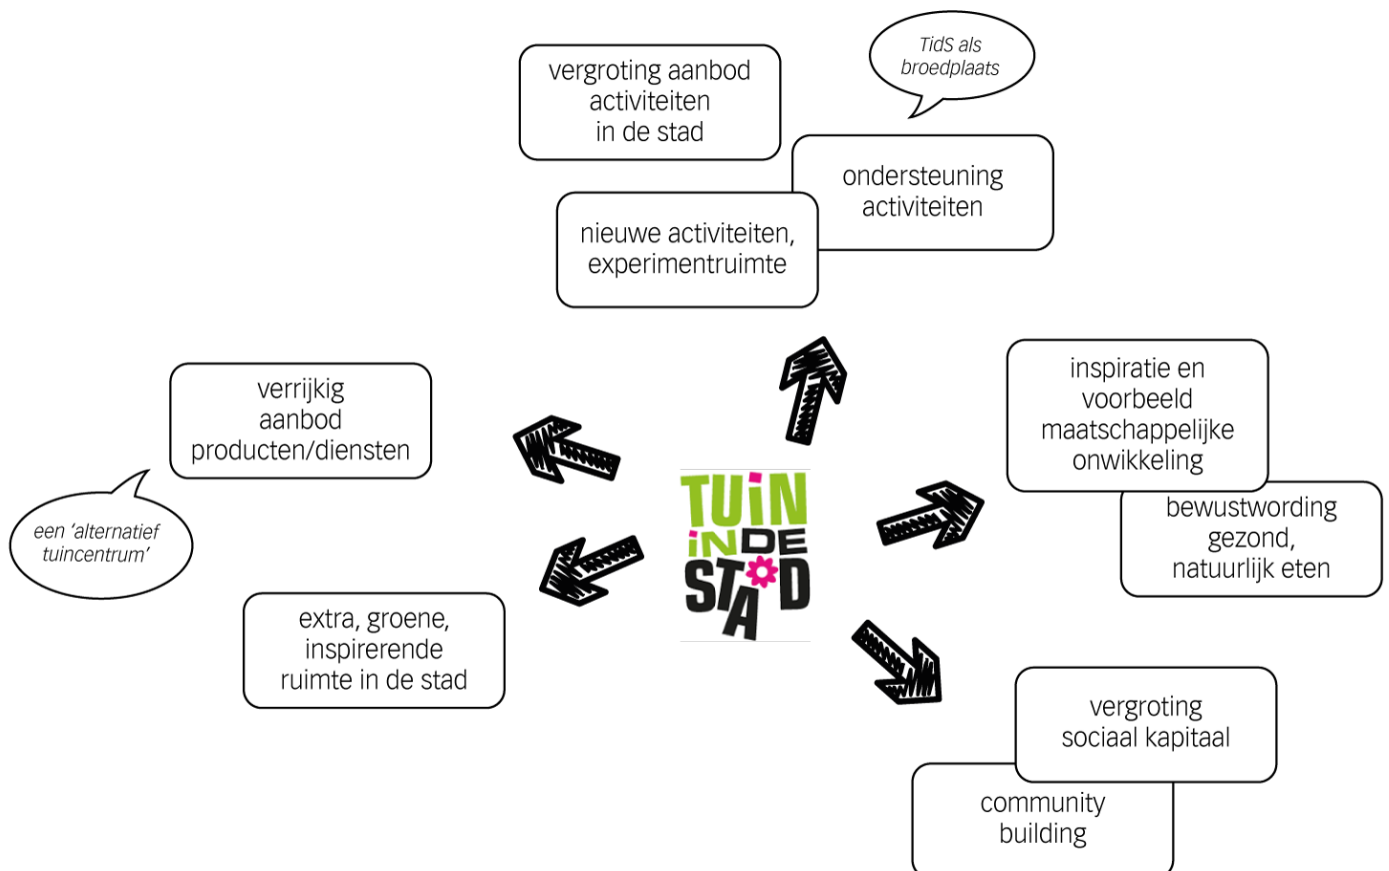 TidS als
broedplaats
vergroting aanbod
activiteiten
in de stad
ondersteuning
activiteiten
nieuwe activiteiten,
experimentruimte
inspiratie en
voorbeeld
maatschappelijke
onwikkeling
bewustwording
gezond,
natuurlijk eten
verrijkig
aanbod
producten/diensten
een ‘alternatief
tuincentrum’
TUiN
iNDE
STAD
extra, groene,
inspirerende
ruimte in de stad
vergroting
sociaal kapitaal
community
building